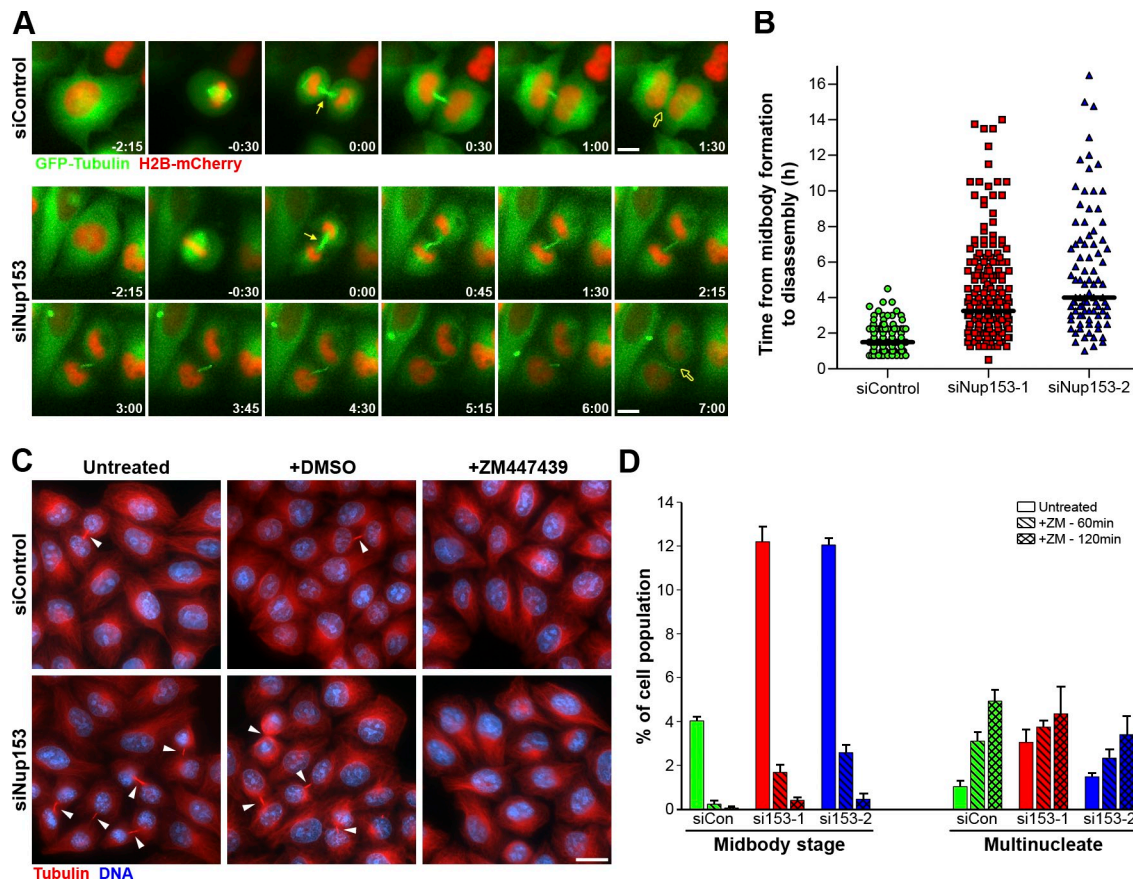 A
siControl
-2:15
-0:30
0:00
0:30
1:00
1:30
GFP-Tubulin H2B-mCherry
siNup153
-2:15
-0:30
0:00
0:45
1:30
2:15
3:00
3:45
4:30
5:15
6:00
7:00
B
Time from midbody formation
to disassembly (h)
16
14
12
10
8
6
4
2
0
siControl
siNup153-1
siNup153-2
C
Untreated
+DMSO
+ZM447439
siControl
siNup153
Tubulin DNA
D
% of cell population
14
12
10
8
6
4
2
0
Untreated
+ZM - 60min
+ZM - 120min
siCon
si153-1
si153-2
siCon
si153-1
si153-2
Midbody stage
Multinucleate